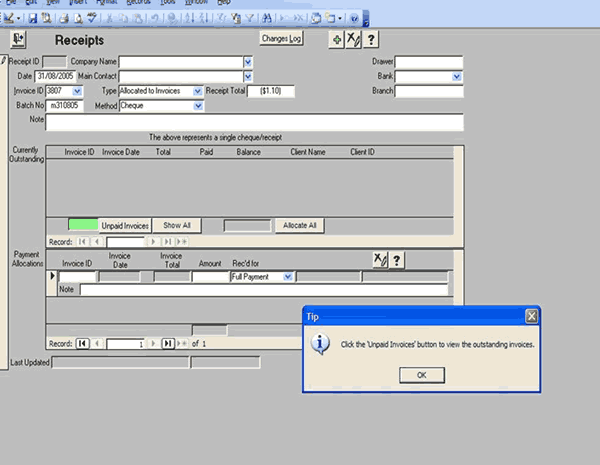 File Edit View Insert Format Records Tools Window Help
Receipts
Changes Log
?
Receipt ID Company Name Drawer
Date 31/08/2005 Main Contact Bank
Invoice ID 3807 Type Allocated to Invoices Receipt Total ($1.10) Branch
Batch No m310805 Method Cheque
Note
The above represents a single cheque/receipt
Currently Outstanding
Invoice ID Invoice Date Total Paid Balance Client Name Client ID
Unpaid Invoices Show All Allocate All
Record:
Payment Allocations
Invoice ID Invoice Date Invoice Total Amount Rec'd for ?
Full Payment
Note
Record: 1 of 1
Last Updated
Tip
Click the 'Unpaid Invoices' button to view the outstanding invoices.
OK